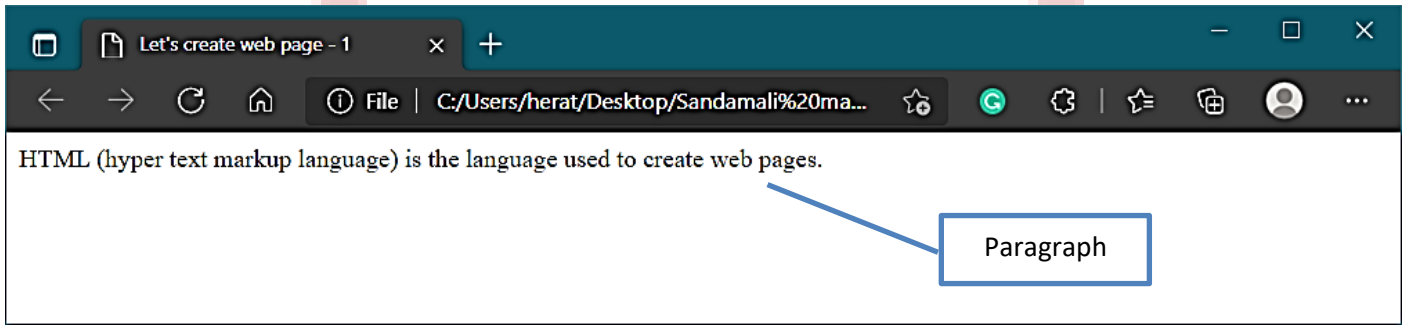 Let's create web page - 1
File | C:/Users/herat/Desktop/Sandamali%20ma...
HTML (hyper text markup language) is the language used to create web pages.
Paragraph